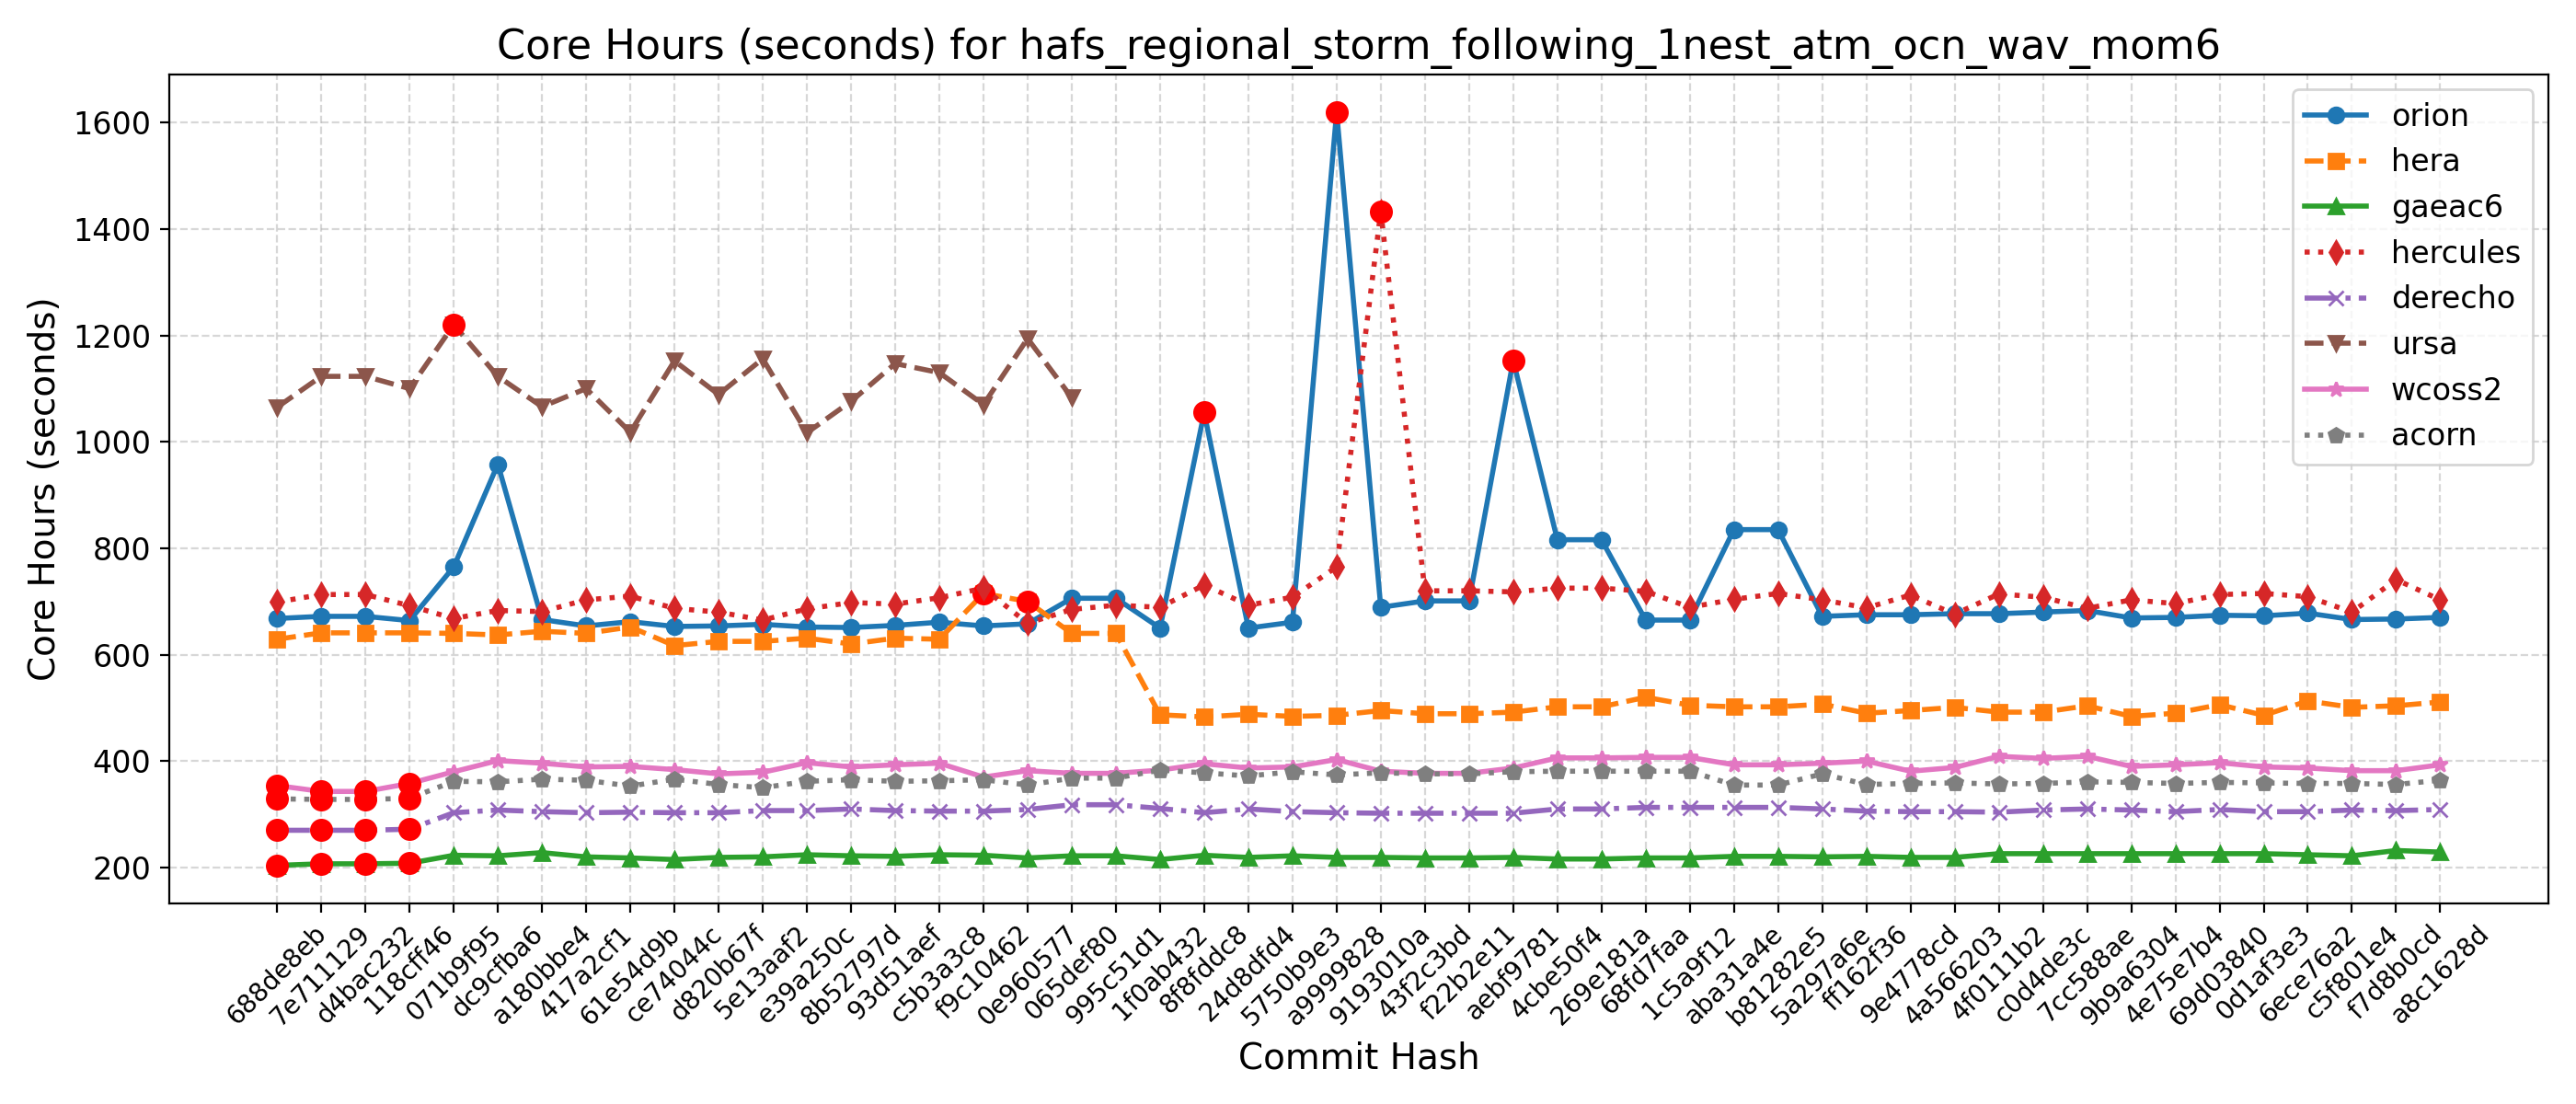 Core Hours (seconds) for hafs_regional_storm_following_1nest_atm_ocn_wav_mom6
Core Hours (seconds)
1600
1400
1200
1000
800
600
400
200
orion
hera
gaeac6
hercules
derecho
ursa
wcoss2
acorn
688de8eb
7e711129
d4bac232
118cff46
071b9f95
dc9cfba6
a180bbe4
417a2cf1
61e54d9b
ce74044c
d820b67f
5e13aaf2
e39a250c
8b52797d
93d51aef
c5b3a3c8
f9c10462
0e960577
065def80
995c51d1
1f0ab432
8f8fddc8
24d8dfd4
5750b9e3
a9999828
9193010a
43f2c3bd
f22b2e11
aebf9781
4cbe50f4
269e181a
68fd7faa
1c5a9f12
aba31a4e
b81282e5
5a297a6e
ff162f36
9e4778cd
4a566203
4f0111b2
c0d4de3c
7cc588ae
9b9a6304
4e75e7b4
69d03840
0d1af3e3
6ece76a2
c5f801e4
f7d8b0cd
a8c1628d
Commit Hash